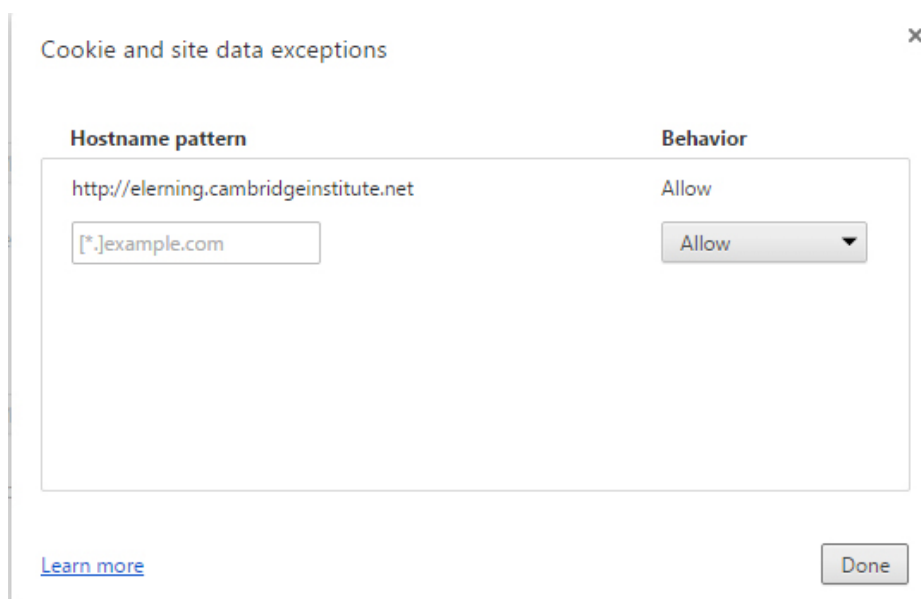 Cookie and site data exceptions
Hostname pattern Behavior
http://elerning.cambridgeinstitute.net Allow
[*.]example.com Allow
Learn more Done